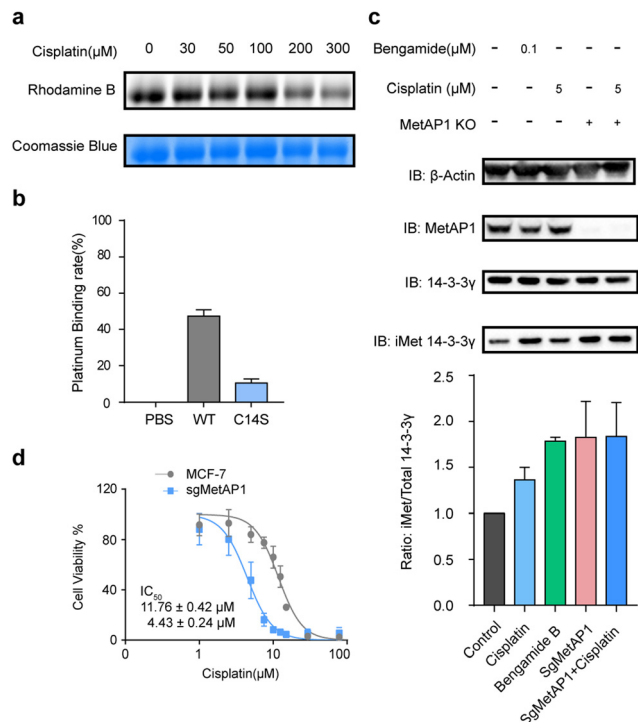 a
Cisplatin(μM) 0 30 50 100 200 300
Rhodamine B
Coomassie Blue
b
Platinum Binding rate(%)
100
80
60
40
20
0
PBS WT C14S
c
Bengamide(μM) - 0.1 - - -
Cisplatin (μM) - - 5 - 5
MetAP1 KO - - - + +
IB: β-Actin
IB: MetAP1
IB: 14-3-3γ
IB: iMet 14-3-3γ
Ratio: iMet/Total 14-3-3γ
2.5
2.0
1.5
1.0
0.5
0.0
Control
Cisplatin
Bengamide B
SgMetAP1
SgMetAP1+Cisplatin
d
MCF-7
sgMetAP1
Cell Viability %
120
80
40
0
IC50
11.76 ± 0.42 μM
4.43 ± 0.24 μM
1 10 100
Cisplatin(μM)